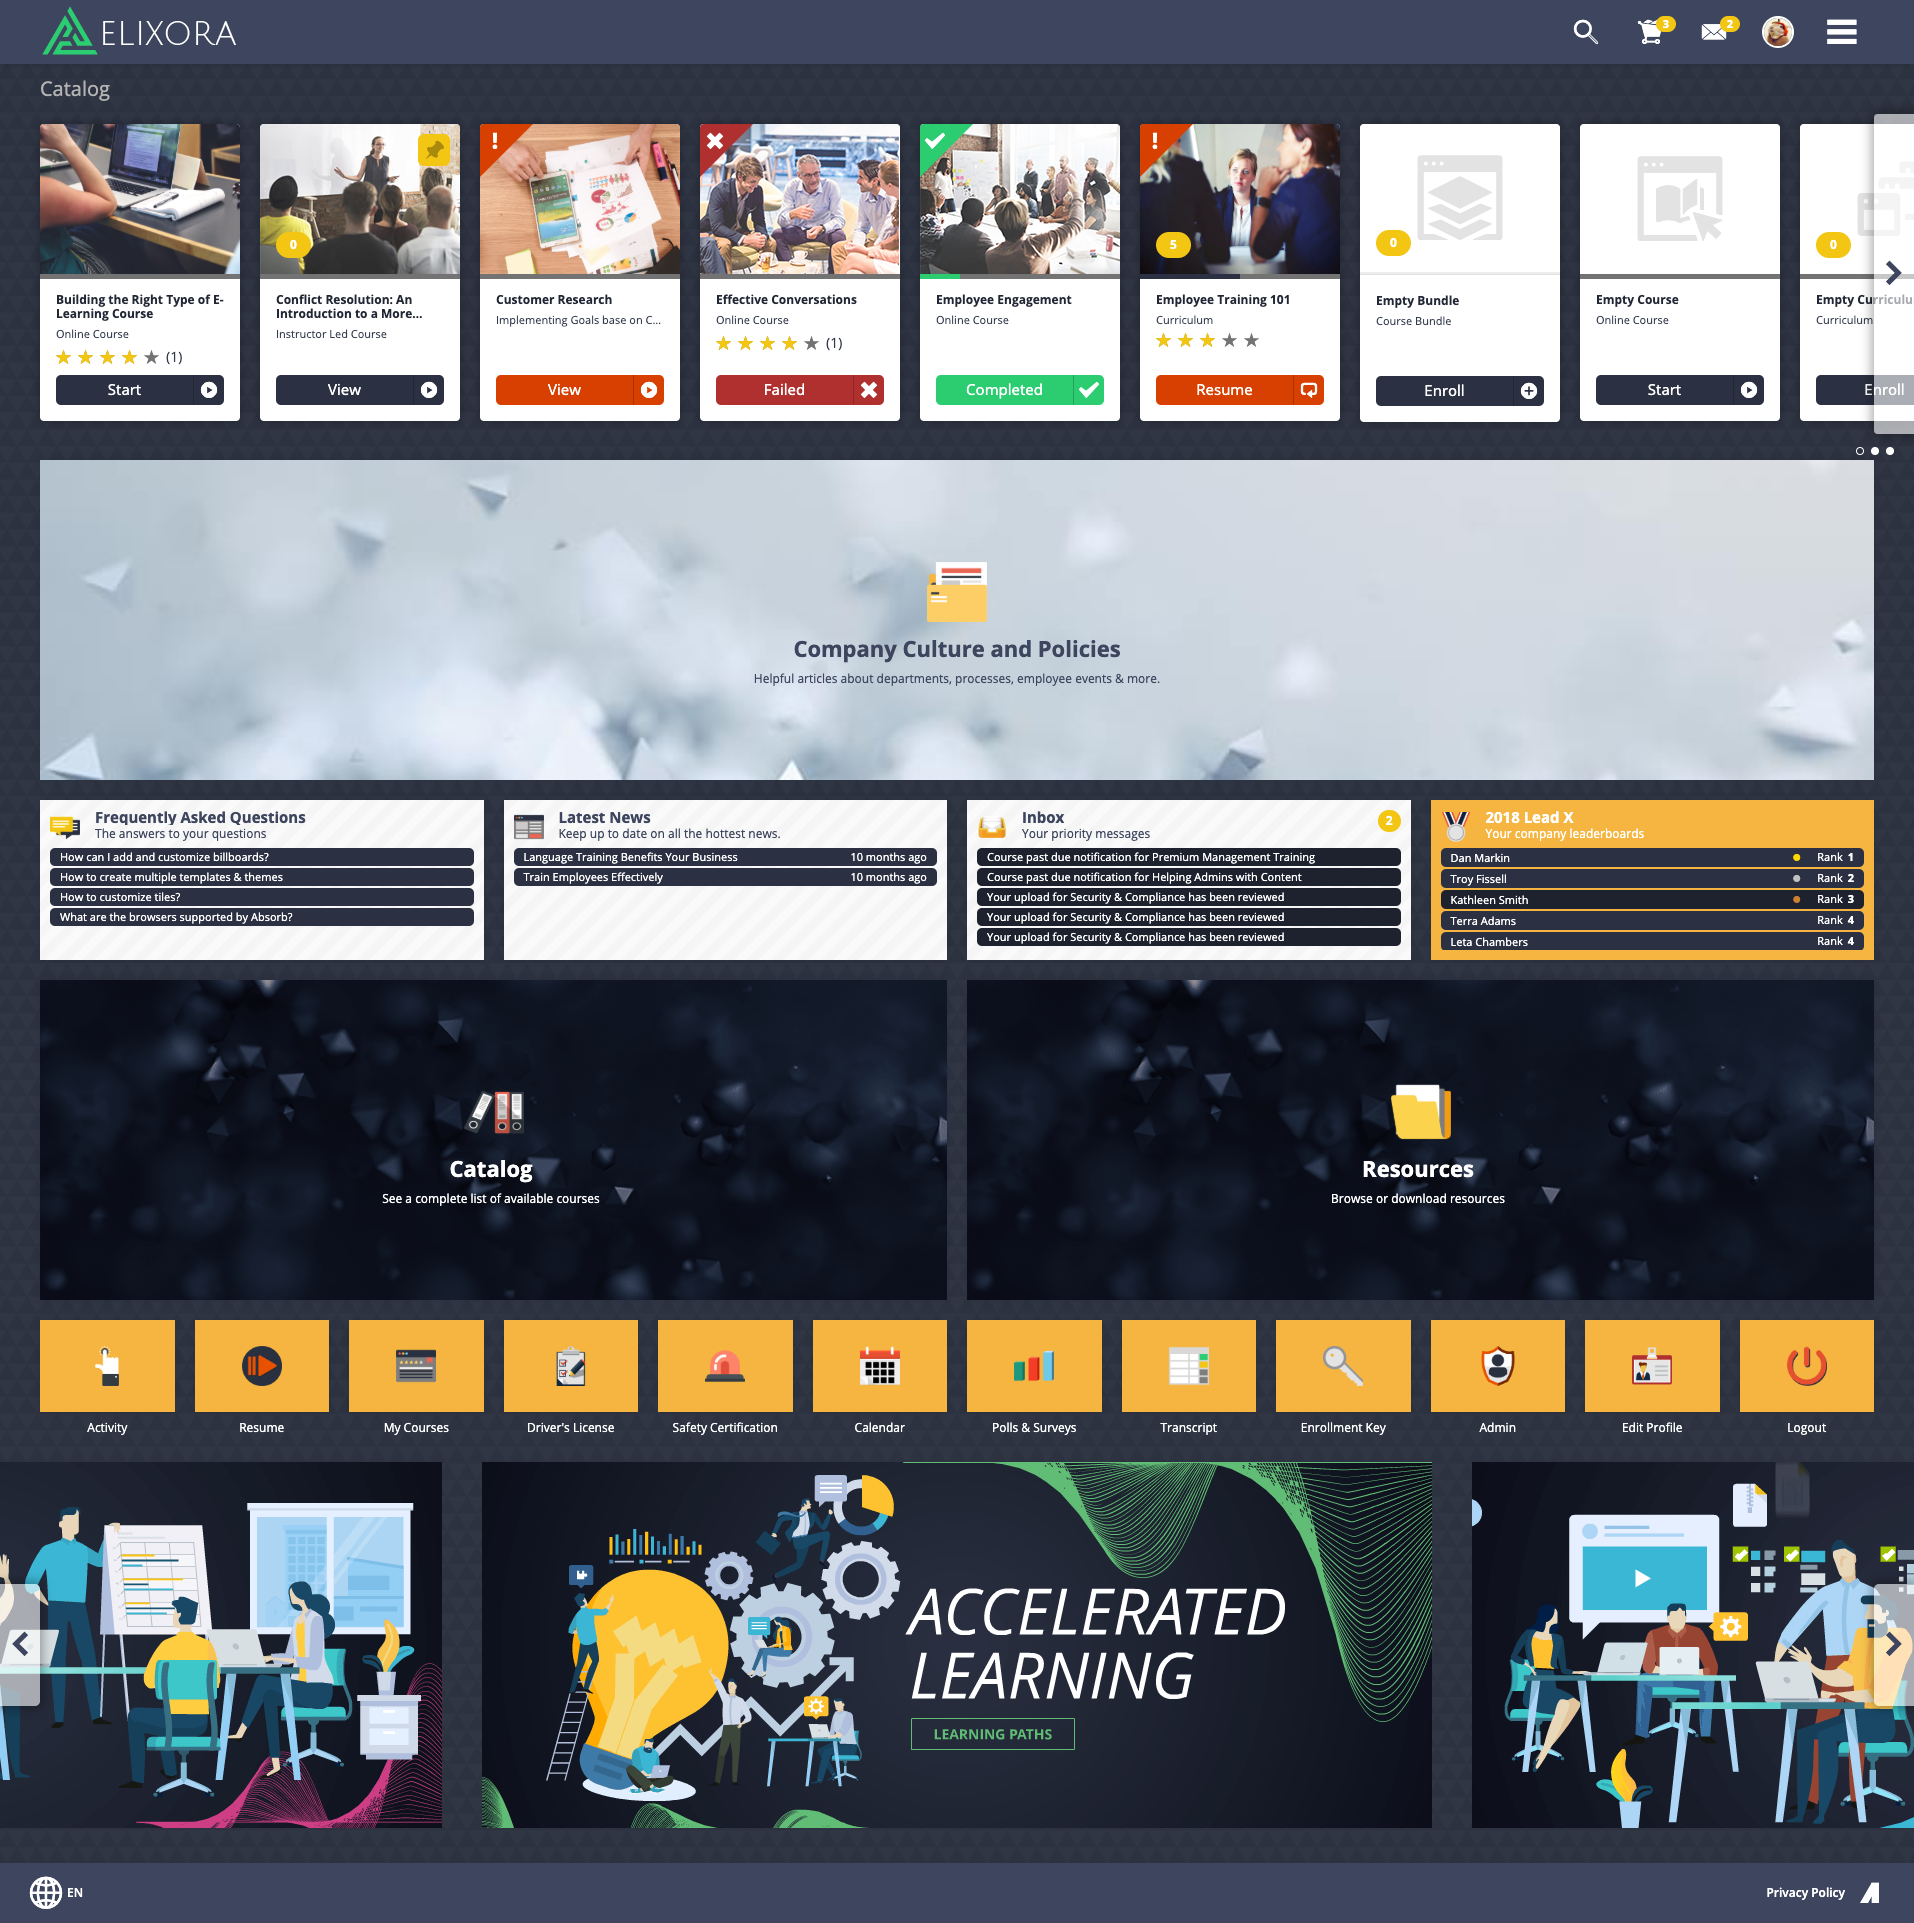 ELIXORA
3
2
Catalog
0
5
0
0
Building the Right Type of E-
Learning Course
Online Course
(1)
Start
Conflict Resolution: An
Introduction to a More...
Instructor Led Course
View
Customer Research
Implementing Goals base on C...
View
Effective Conversations
Online Course
(1)
Failed
Employee Engagement
Online Course
Completed
Employee Training 101
Curriculum
Resume
Empty Bundle
Course Bundle
Enroll
Empty Course
Online Course
Start
Empty Curriculu
Curriculum
Enroll
Company Culture and Policies
Helpful articles about departments, processes, employee events & more.
Frequently Asked Questions
The answers to your questions
How can I add and customize billboards?
How to create multiple templates & themes
How to customize tiles?
What are the browsers supported by Absorb?
Latest News
Keep up to date on all the hottest news.
Language Training Benefits Your Business 10 months ago
Train Employees Effectively 10 months ago
Inbox
Your priority messages
2
Course past due notification for Premium Management Training
Course past due notification for Helping Admins with Content
Your upload for Security & Compliance has been reviewed
Your upload for Security & Compliance has been reviewed
Your upload for Security & Compliance has been reviewed
2018 Lead X
Your company leaderboards
Dan Markin Rank 1
Troy Fissell Rank 2
Kathleen Smith Rank 3
Terra Adams Rank 4
Leta Chambers Rank 4
Catalog
See a complete list of available courses
Resources
Browse or download resources
Activity
Resume
My Courses
Driver's License
Safety Certification
Calendar
Polls & Surveys
Transcript
Enrollment Key
Admin
Edit Profile
Logout
ACCELERATED
LEARNING
LEARNING PATHS
EN
Privacy Policy